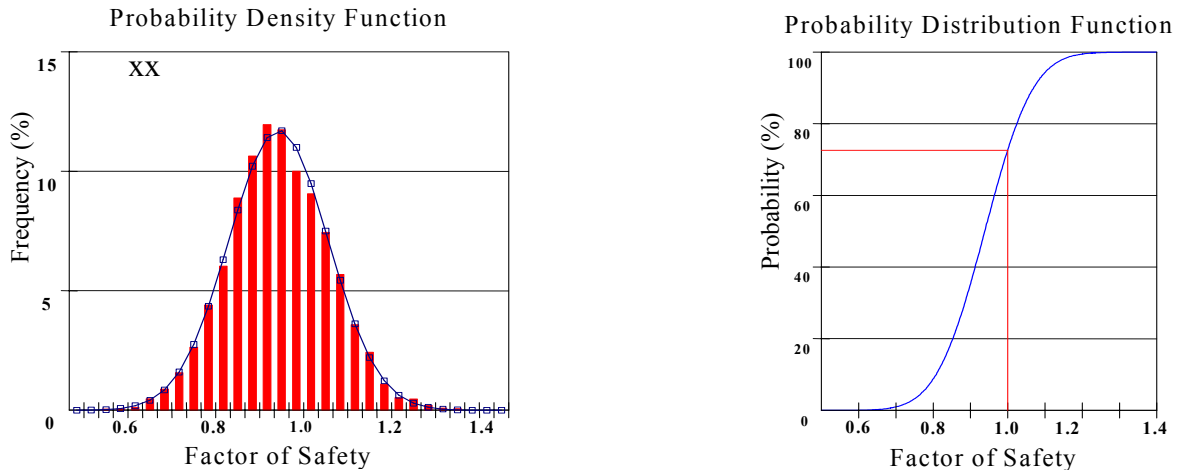 Probability Density Function
15
XX
10
5
0
Frequency (%)
0.6 0.8 1.0 1.2 1.4
Factor of Safety
Probability Distribution Function
100
80
60
40
20
0
Probability (%)
0.6 0.8 1.0 1.2 1.4
Factor of Safety